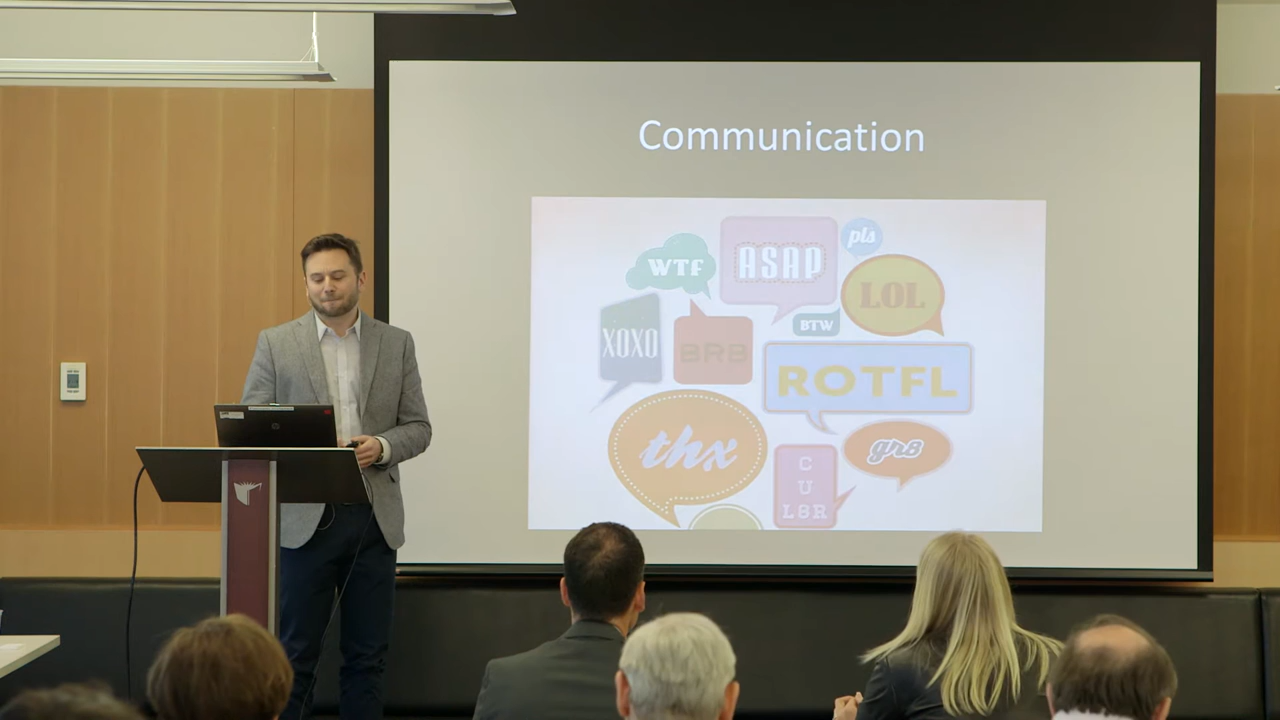 Communication
WTF
ASAP
pls
LOL
XOXO
BRB
BTW
ROTFL
thx
gr8
C
U
L8R